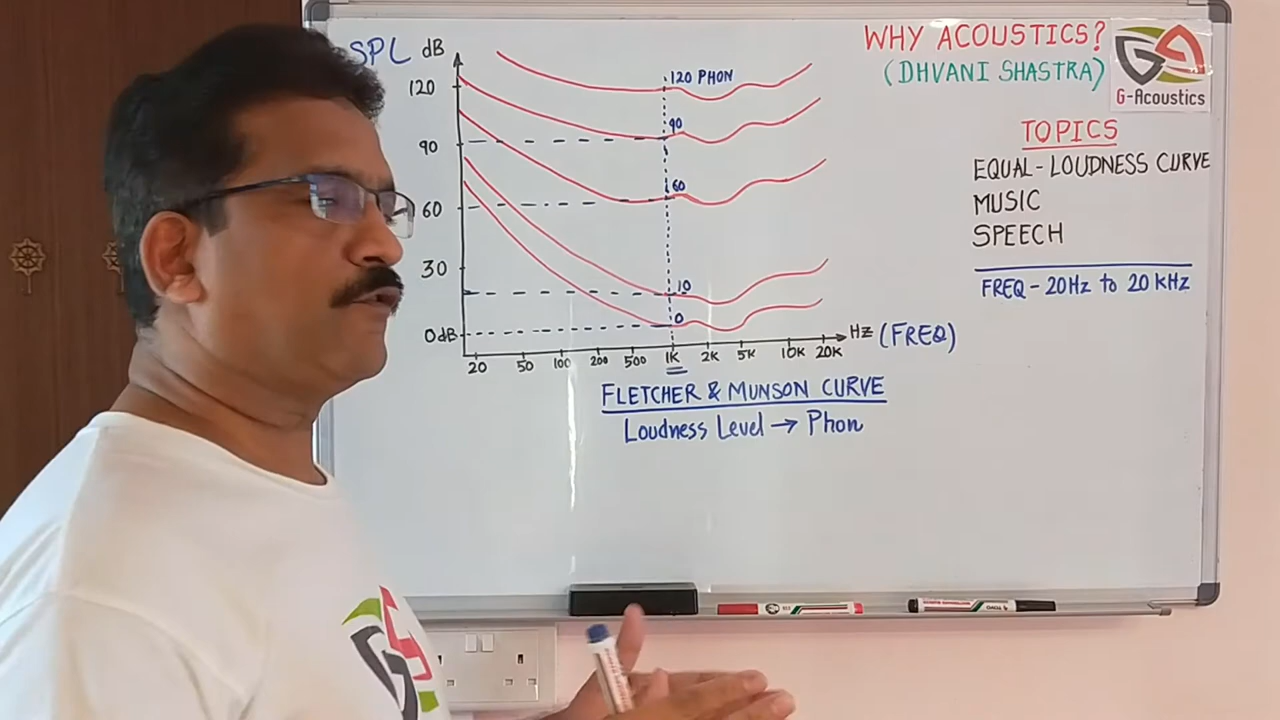 SPL dB
120
90
60
30
0dB
120 PHON
90
60
10
0
20 50 100 200 500 1K 2K 5K 10K 20K
Hz (FREQ)
FLETCHER & MUNSON CURVE
Loudness Level → Phon
WHY ACOUSTICS?
(DHVANI SHASTRA)
G-Acoustics
TOPICS
EQUAL-LOUDNESS CURVE
MUSIC
SPEECH
FREQ - 20Hz to 20 kHz